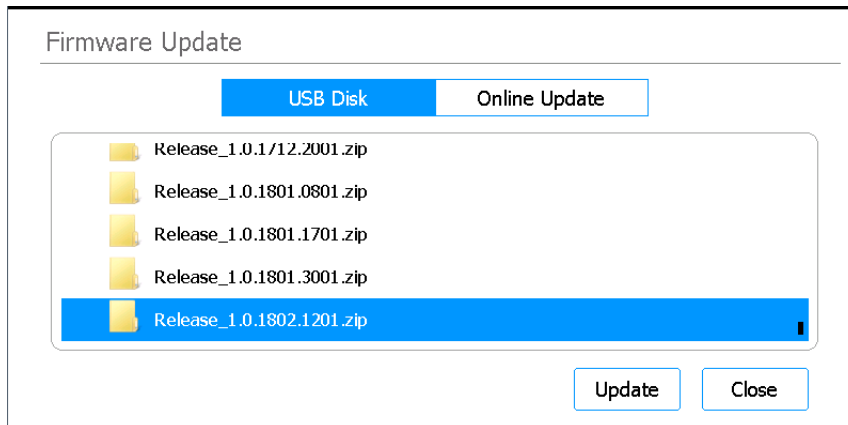 Firmware Update
USB Disk Online Update
Release_1.0.1712.2001.zip
Release_1.0.1801.0801.zip
Release_1.0.1801.1701.zip
Release_1.0.1801.3001.zip
Release_1.0.1802.1201.zip
Update Close